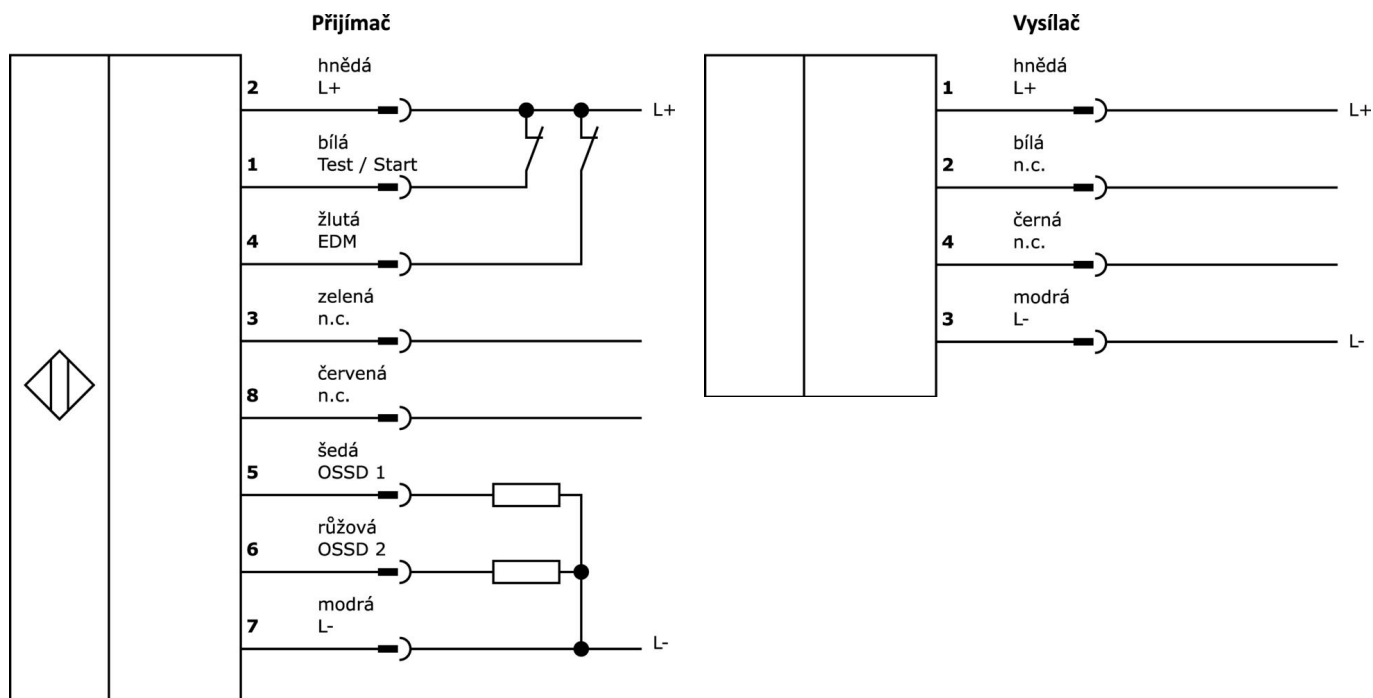 Přijímač
hnědá
2 L+
L+
bílá
1 Test / Start
žlutá
4 EDM
zelená
3 n.c.
červená
8 n.c.
šedá
5 OSSD 1
růžová
6 OSSD 2
modrá
7 L-
L-
Vysílač
hnědá
1 L+
L+
bílá
2 n.c.
černá
4 n.c.
modrá
3 L-
L-